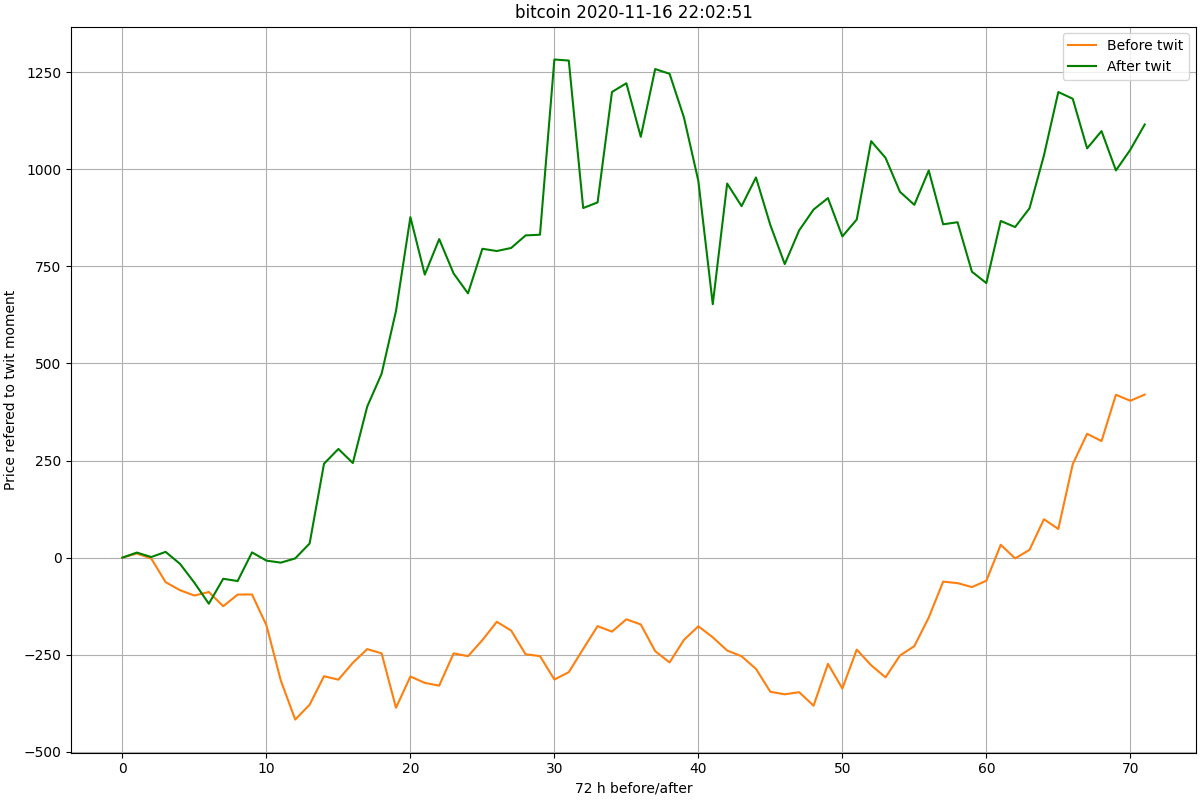 bitcoin 2020-11-16 22:02:51
Before twit
After twit
Price refered to twit moment
1250
1000
750
500
250
0
−250
−500
0 10 20 30 40 50 60 70
72 h before/after